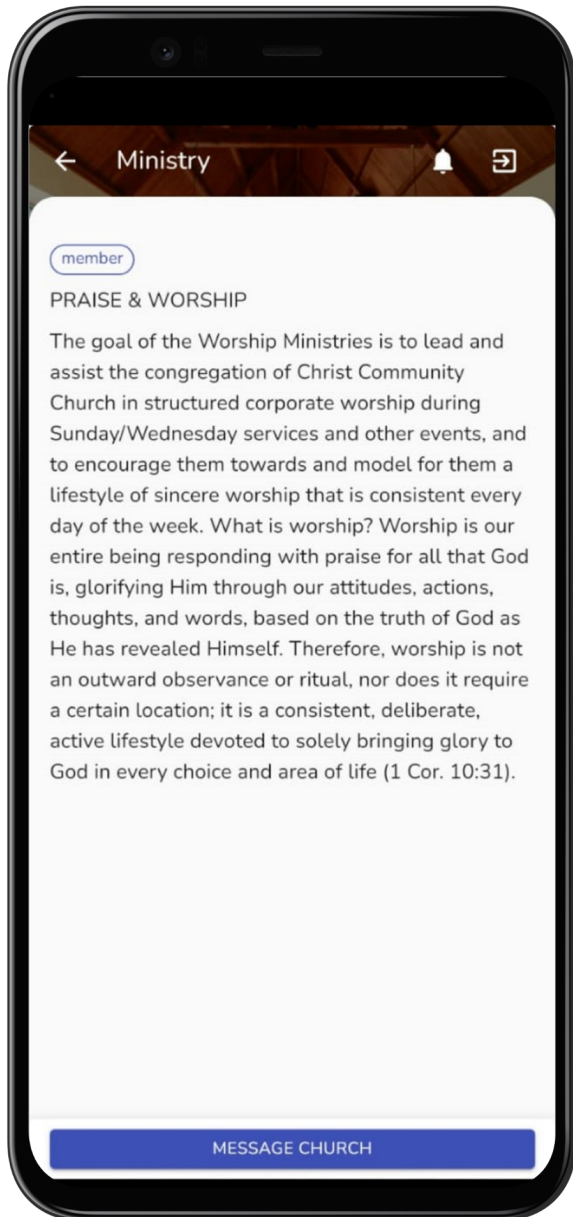 Ministry
member
PRAISE & WORSHIP
The goal of the Worship Ministries is to lead and
assist the congregation of Christ Community
Church in structured corporate worship during
Sunday/Wednesday services and other events, and
to encourage them towards and model for them a
lifestyle of sincere worship that is consistent every
day of the week. What is worship? Worship is our
entire being responding with praise for all that God
is, glorifying Him through our attitudes, actions,
thoughts, and words, based on the truth of God as
He has revealed Himself. Therefore, worship is not
an outward observance or ritual, nor does it require
a certain location; it is a consistent, deliberate,
active lifestyle devoted to solely bringing glory to
God in every choice and area of life (1 Cor. 10:31).
MESSAGE CHURCH